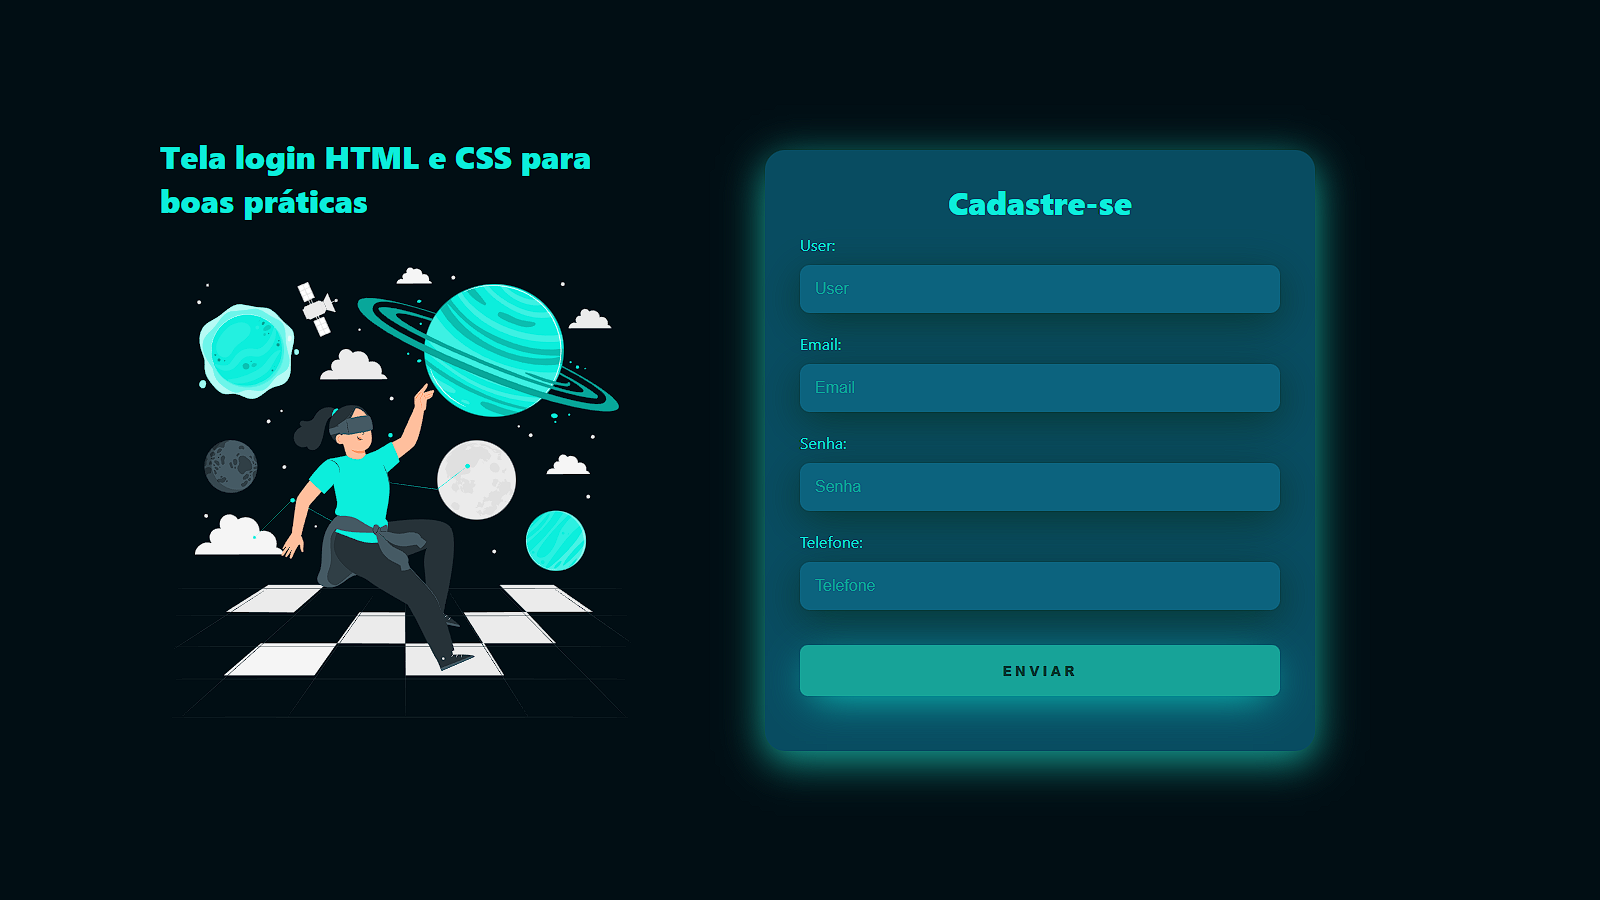 Tela login HTML e CSS para
boas práticas
Cadastre-se
User:
User
Email:
Email
Senha:
Senha
Telefone:
Telefone
ENVIAR